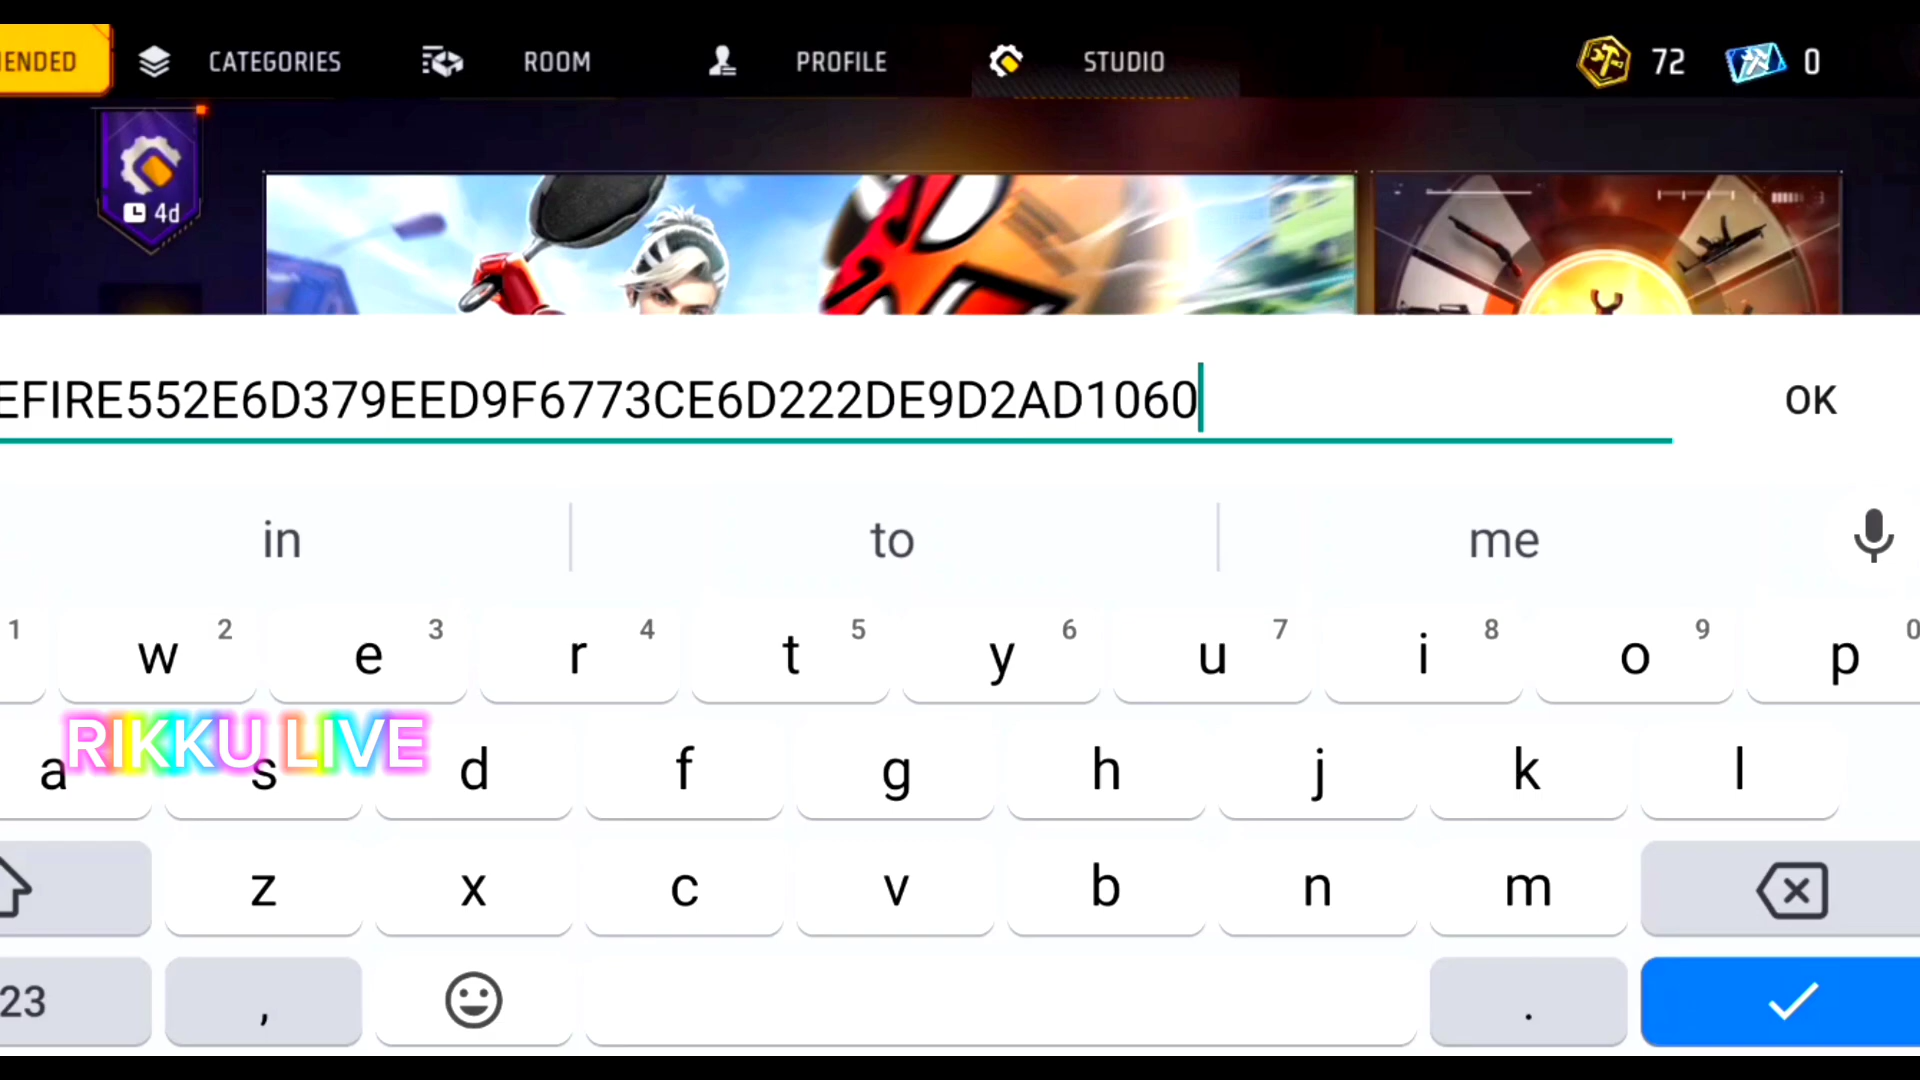 ENDED CATEGORIES ROOM PROFILE STUDIO 72 0
4d
EFIRE552E6D379EED9F6773CE6D222DE9D2AD1060 OK
in to me
1 w 2 e 3 r 4 t 5 y 6 u 7 i 8 o 9 p 0
RIKKU LIVE
a s d f g h j k l
z x c v b n m
23 , .